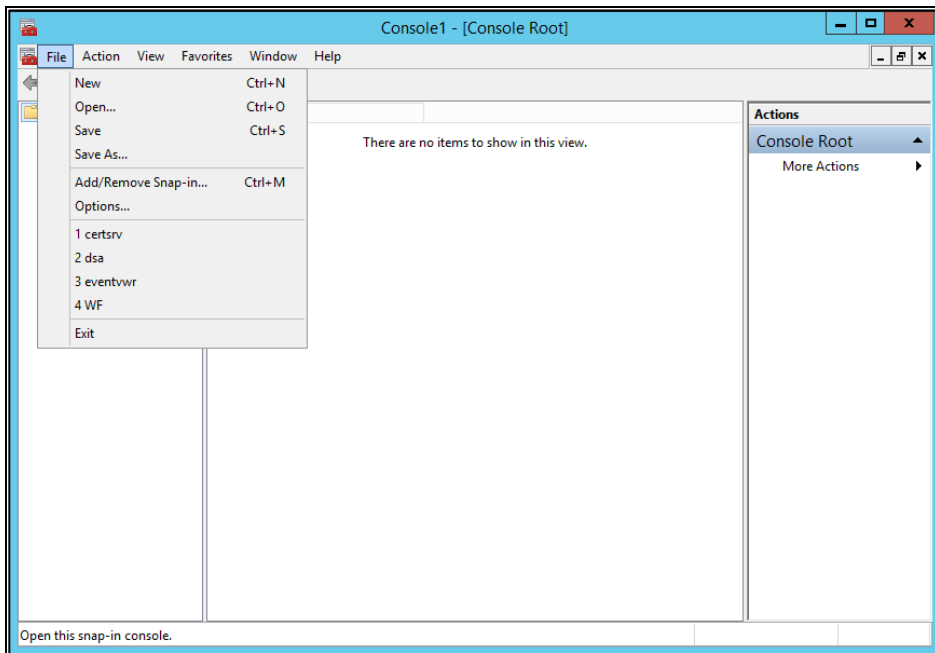 Console1 - [Console Root]
File Action View Favorites Window Help
New Ctrl+N
Open... Ctrl+O
Save Ctrl+S
Save As...
Add/Remove Snap-in... Ctrl+M
Options...
1 certsrv
2 dsa
3 eventvwr
4 WF
Exit
There are no items to show in this view.
Actions
Console Root
More Actions
Open this snap-in console.